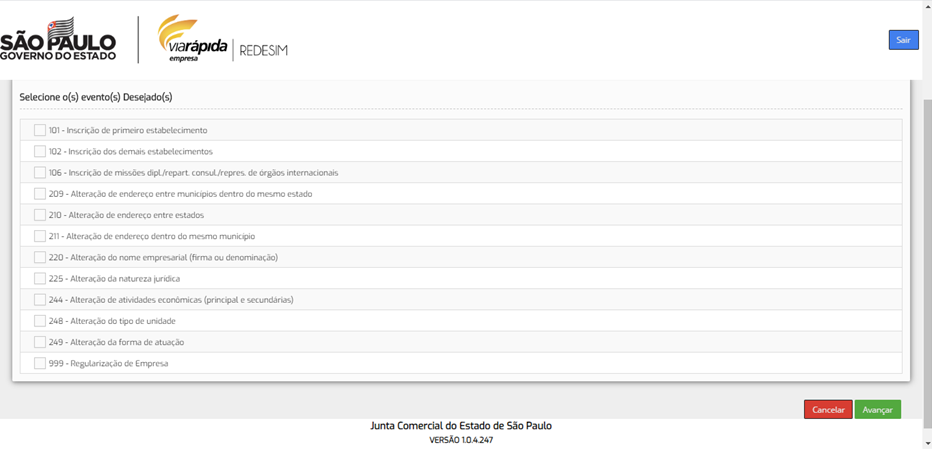 SÃO PAULO
GOVERNO DO ESTADO
viarápida
empresa
REDESIM
Sair
Selecione o(s) evento(s) Desejado(s)
101 - Inscrição de primeiro estabelecimento
102 - Inscrição dos demais estabelecimentos
106 - Inscrição de missões dipl./repart. consul./repres. de órgãos internacionais
209 - Alteração de endereço entre municípios dentro do mesmo estado
210 - Alteração de endereço entre estados
211 - Alteração de endereço dentro do mesmo município
220 - Alteração do nome empresarial (firma ou denominação)
225 - Alteração da natureza jurídica
244 - Alteração de atividades econômicas (principal e secundárias)
248 - Alteração do tipo de unidade
249 - Alteração da forma de atuação
999 - Regularização de Empresa
Cancelar
Avançar
Junta Comercial do Estado de São Paulo
VERSÃO 1.0.4.247